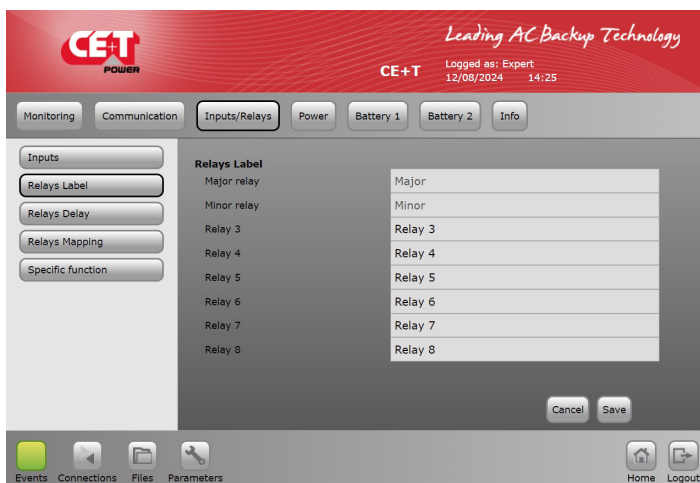 Leading AC Backup Technology
CE+T
POWER
CE+T
Logged as: Expert
12/08/2024 14:25
Monitoring Communication Inputs/Relays Power Battery 1 Battery 2 Info
Inputs
Relays Label
Relays Delay
Relays Mapping
Specific function
Relays Label
Major relay Major
Minor relay Minor
Relay 3 Relay 3
Relay 4 Relay 4
Relay 5 Relay 5
Relay 6 Relay 6
Relay 7 Relay 7
Relay 8 Relay 8
Cancel Save
Events Connections Files Parameters Home Logout